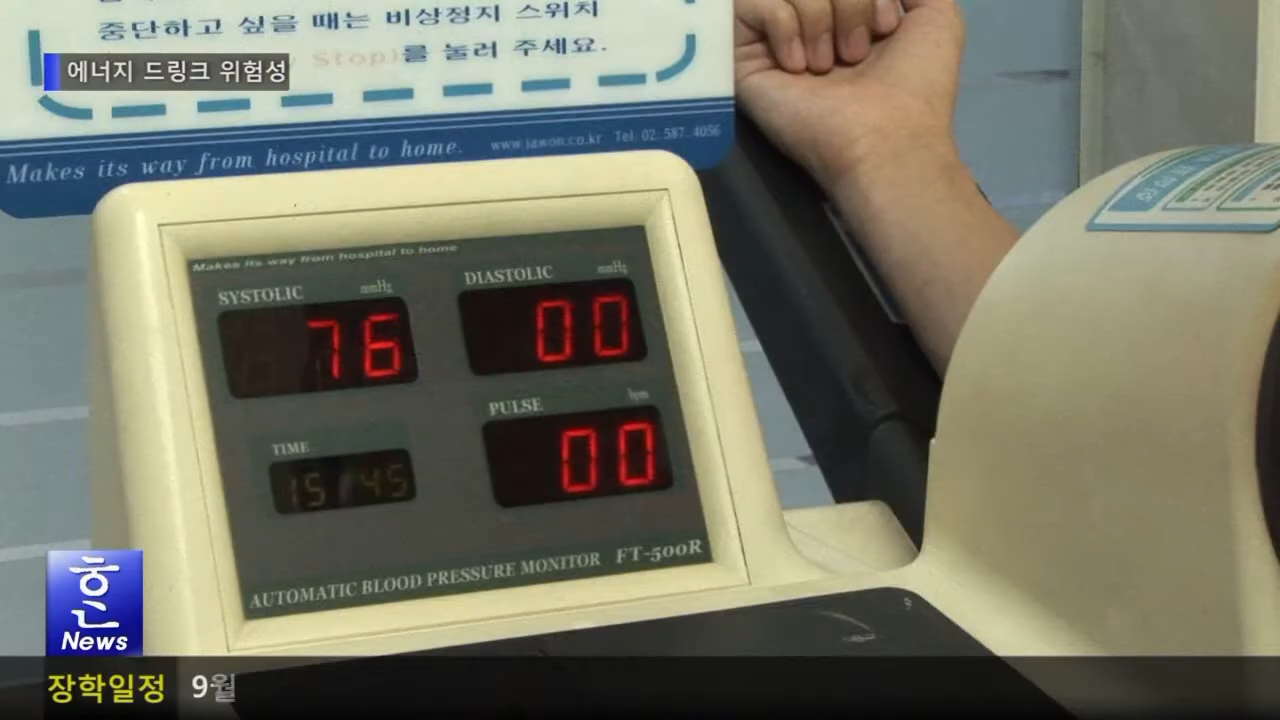 중단하고 싶을 때는 비상정지 스위치
Stop)를 눌러 주세요.
에너지 드링크 위험성
Makes its way from hospital to home.
www.jawon.co.kr Tel. 02. 587. 4056
Makes its way from hospital to home
SYSTOLIC mmHg
76
DIASTOLIC mmHg
00
TIME
15 45
PULSE bpm
00
AUTOMATIC BLOOD PRESSURE MONITOR FT-500R
혼
News
장학일정 9월